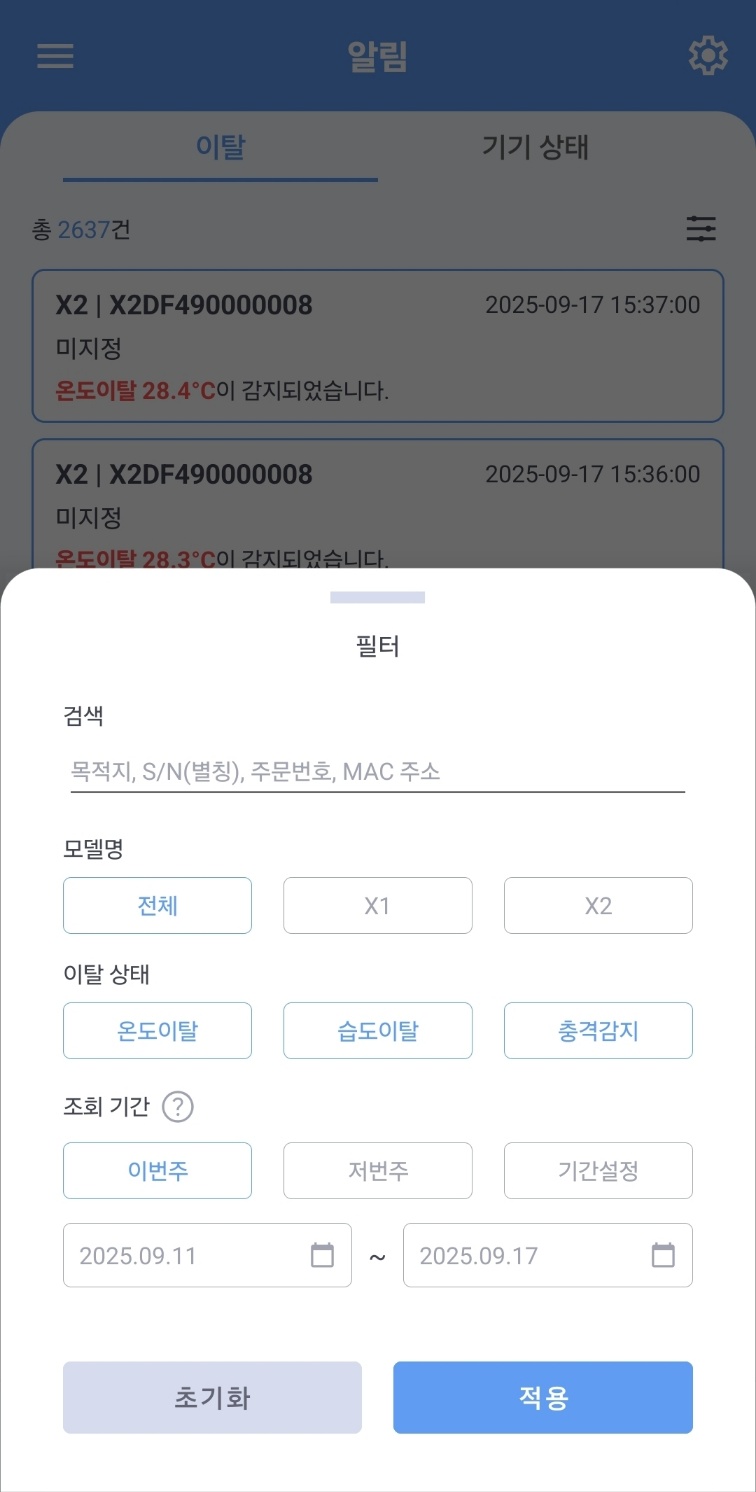 알림
이탈 기기 상태
총 2637건
X2 | X2DF490000008 2025-09-17 15:37:00
미지정
온도이탈 28.4°C이 감지되었습니다.
X2 | X2DF490000008 2025-09-17 15:36:00
미지정
온도이탈 28.3°C이 감지되었습니다.
필터
검색
목적지, S/N(별칭), 주문번호, MAC 주소
모델명
전체 X1 X2
이탈 상태
온도이탈 습도이탈 충격감지
조회 기간 ?
이번주 저번주 기간설정
2025.09.11 ~ 2025.09.17
초기화 적용